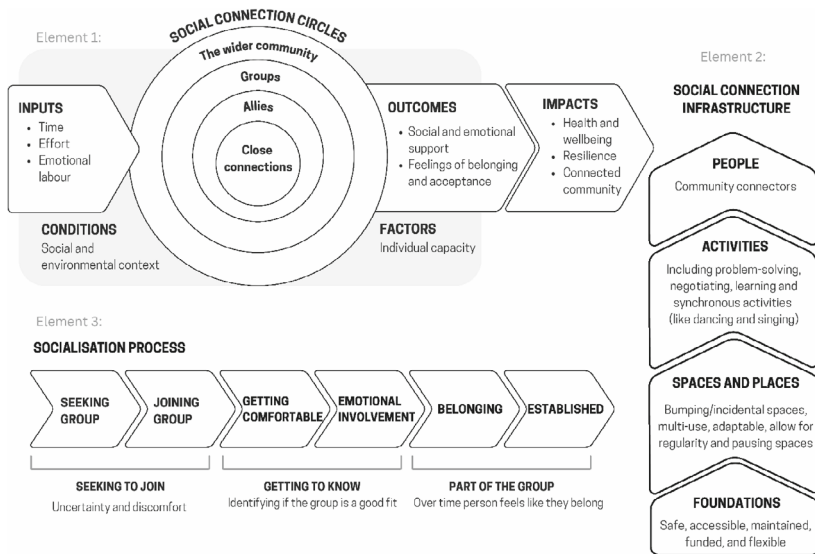 Element 1:
SOCIAL CONNECTION CIRCLES
The wider community
Groups
Allies
Close
connections
INPUTS
• Time
• Effort
• Emotional
labour
OUTCOMES
• Social and emotional
support
• Feelings of belonging
and acceptance
IMPACTS
• Health and
wellbeing
• Resilience
• Connected
community
CONDITIONS
Social and
environmental context
FACTORS
Individual capacity
Element 2:
SOCIAL CONNECTION
INFRASTRUCTURE
PEOPLE
Community connectors
ACTIVITIES
Including problem-solving,
negotiating, learning and
synchronous activities
(like dancing and singing)
SPACES AND PLACES
Bumping/incidental spaces,
multi-use, adaptable, allow for
regularity and pausing spaces
FOUNDATIONS
Safe, accessible, maintained,
funded, and flexible
Element 3:
SOCIALISATION PROCESS
SEEKING
GROUP
JOINING
GROUP
GETTING
COMFORTABLE
EMOTIONAL
INVOLVEMENT
BELONGING
ESTABLISHED
SEEKING TO JOIN
Uncertainty and discomfort
GETTING TO KNOW
Identifying if the group is a good fit
PART OF THE GROUP
Over time person feels like they belong